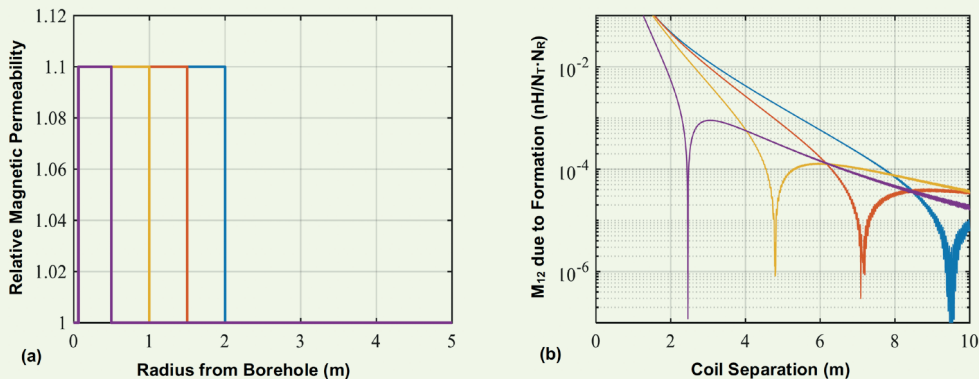 1.12
1.1
1.08
1.06
1.04
1.02
1
0 1 2 3 4 5
Relative Magnetic Permeability
Radius from Borehole (m)
(a)
10-2
10-4
10-6
0 2 4 6 8 10
M12 due to Formation (nH/NT·NR)
Coil Separation (m)
(b)